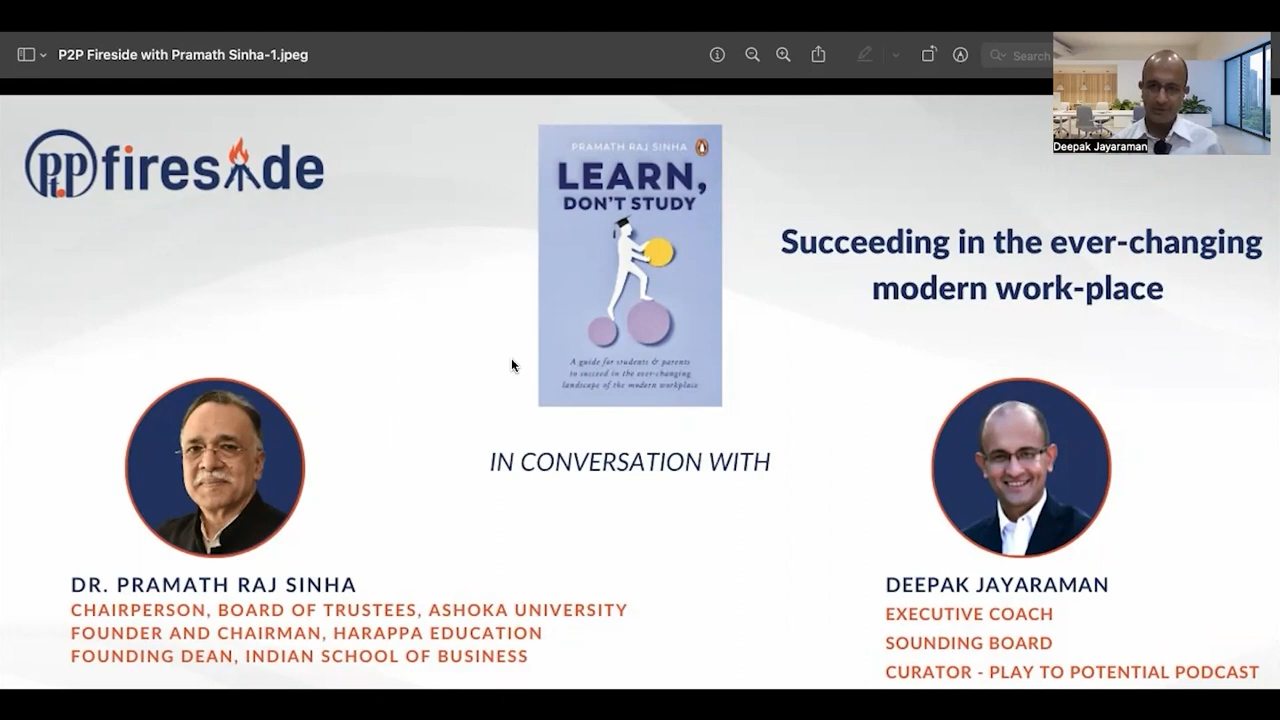 P2P Fireside with Pramath Sinha-1.jpeg
Search
Deepak Jayaraman
PtP fireside
PRAMATH RAJ SINHA
LEARN,
DON'T STUDY
A guide for students & parents
to succeed in the ever-changing
landscape of the modern workplace
Succeeding in the ever-changing
modern work-place
IN CONVERSATION WITH
DR. PRAMATH RAJ SINHA
CHAIRPERSON, BOARD OF TRUSTEES, ASHOKA UNIVERSITY
FOUNDER AND CHAIRMAN, HARAPPA EDUCATION
FOUNDING DEAN, INDIAN SCHOOL OF BUSINESS
DEEPAK JAYARAMAN
EXECUTIVE COACH
SOUNDING BOARD
CURATOR - PLAY TO POTENTIAL PODCAST